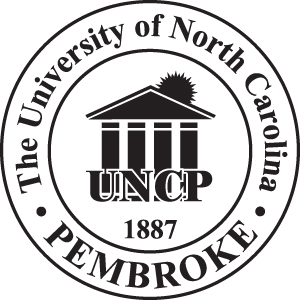 The University of North Carolina
UNCP
1887
• PEMBROKE •